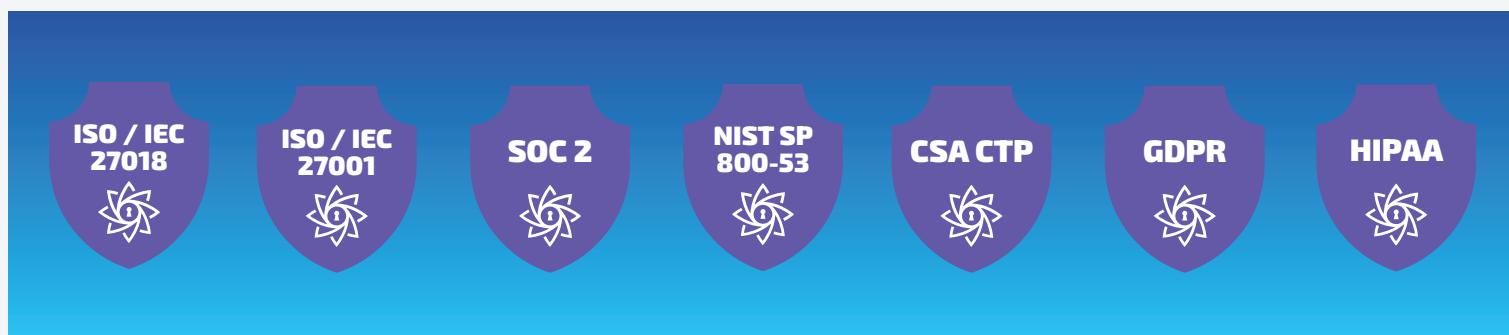 ISO / IEC
27018
ISO / IEC
27001
SOC 2
NIST SP
800-53
CSA CTP
GDPR
HIPAA